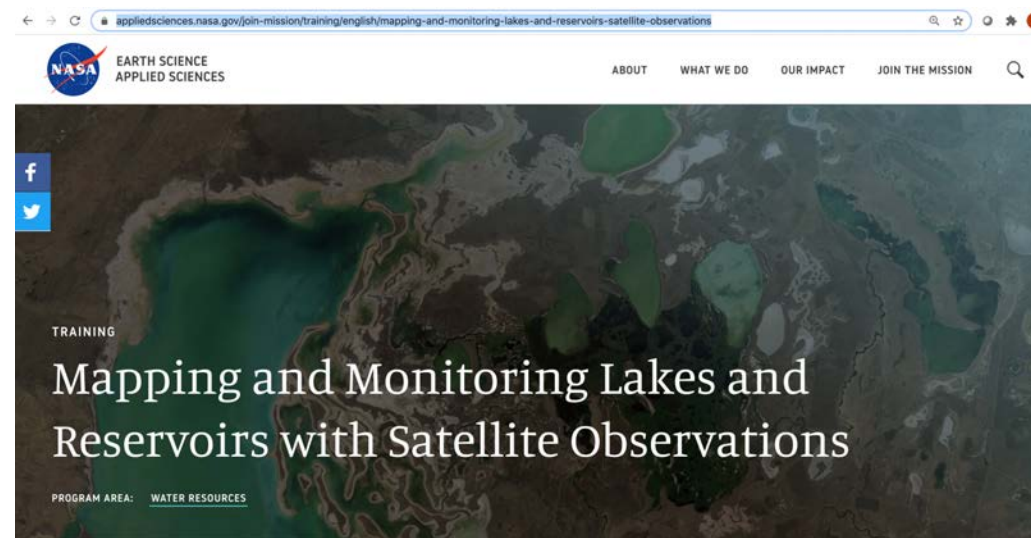 appliedsciences.nasa.gov/join-mission/training/english/mapping-and-monitoring-lakes-and-reservoirs-satellite-observations
NASA
EARTH SCIENCE
APPLIED SCIENCES
ABOUT
WHAT WE DO
OUR IMPACT
JOIN THE MISSION
TRAINING
Mapping and Monitoring Lakes and
Reservoirs with Satellite Observations
PROGRAM AREA: WATER RESOURCES